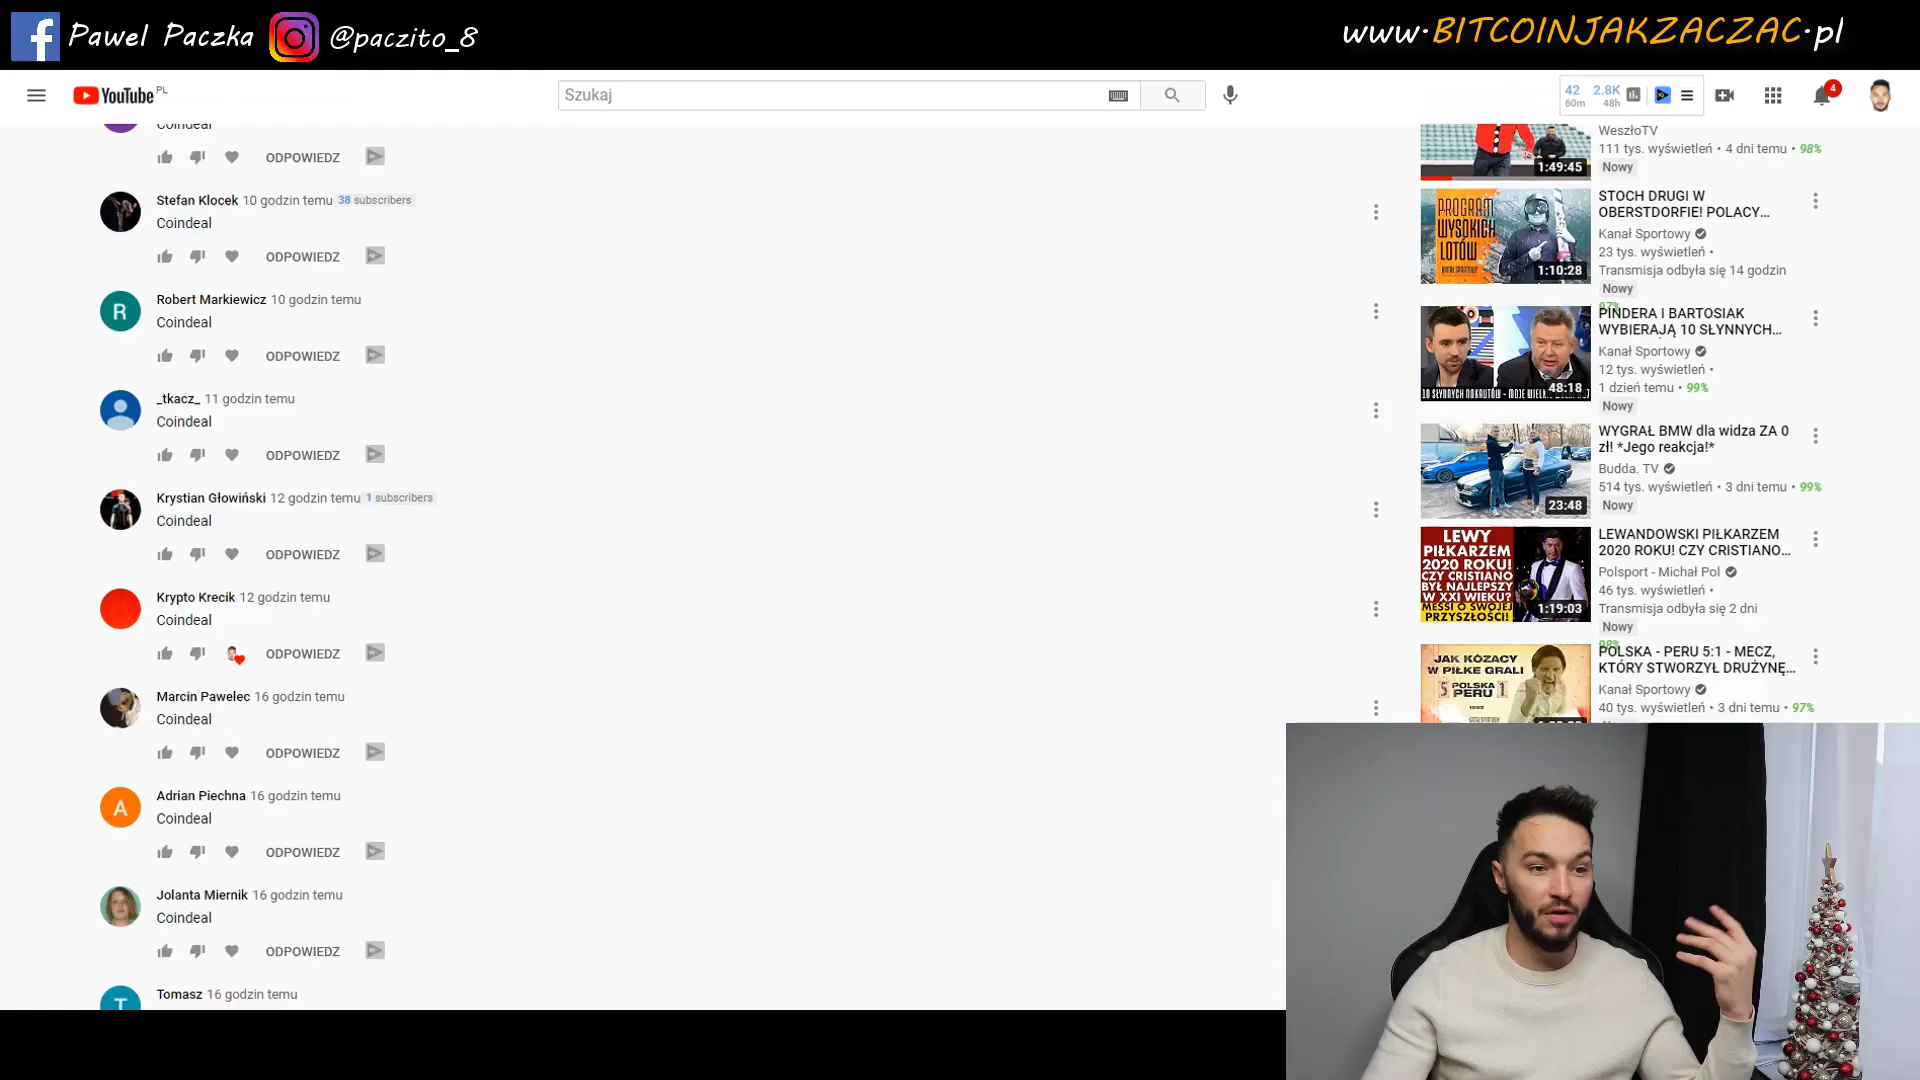 Pawel Paczka @paczito_8
www.BITCOINJAKZACZAC.pl
YouTube PL
Szukaj
42 60m
2.8K 48h
4
Coindeal
ODPOWIEDZ
Stefan Klocek 10 godzin temu 38 subscribers
Coindeal
ODPOWIEDZ
Robert Markiewicz 10 godzin temu
Coindeal
ODPOWIEDZ
_tkacz_ 11 godzin temu
Coindeal
ODPOWIEDZ
Krystian Głowiński 12 godzin temu 1 subscribers
Coindeal
ODPOWIEDZ
Krypto Krecik 12 godzin temu
Coindeal
ODPOWIEDZ
Marcin Pawelec 16 godzin temu
Coindeal
ODPOWIEDZ
Adrian Piechna 16 godzin temu
Coindeal
ODPOWIEDZ
Jolanta Miernik 16 godzin temu
Coindeal
ODPOWIEDZ
Tomasz 16 godzin temu
R
A
T
1:49:45
WeszłoTV
111 tys. wyświetleń • 4 dni temu • 98%
Nowy
PROGRAM
WYSOKICH
LOTÓW
KANAŁ SPORTOWY
1:10:28
STOCH DRUGI W
OBERSTDORFIE! POLACY...
Kanał Sportowy
23 tys. wyświetleń •
Transmisja odbyła się 14 godzin
Nowy
97%
10 SŁYNNYCH NOKAUTÓW - MOJE
48:18
PINDERA I BARTOSIAK
WYBIERAJĄ 10 SŁYNNYCH...
Kanał Sportowy
12 tys. wyświetleń •
1 dzień temu • 99%
Nowy
23:48
WYGRAŁ BMW dla widza ZA 0
zł! *Jego reakcja!*
Budda. TV
514 tys. wyświetleń • 3 dni temu • 99%
Nowy
LEWY
PIŁKARZEM
2020 ROKU!
CZY CRISTIANO
BYŁ NAJLEPSZY
W XXI WIEKU?
MESSI O SWOJEJ
PRZYSZŁOŚCI!
1:19:03
LEWANDOWSKI PIŁKARZEM
2020 ROKU! CZY CRISTIANO...
Polsport - Michał Pol
46 tys. wyświetleń •
Transmisja odbyła się 2 dni
Nowy
98%
JAK KOZACY
W PIŁKĘ GRALI
5 POLSKA 1
PERU
POLSKA - PERU 5:1 - MECZ,
KTÓRY STWORZYŁ DRUŻYNĘ...
Kanał Sportowy
40 tys. wyświetleń • 3 dni temu • 97%